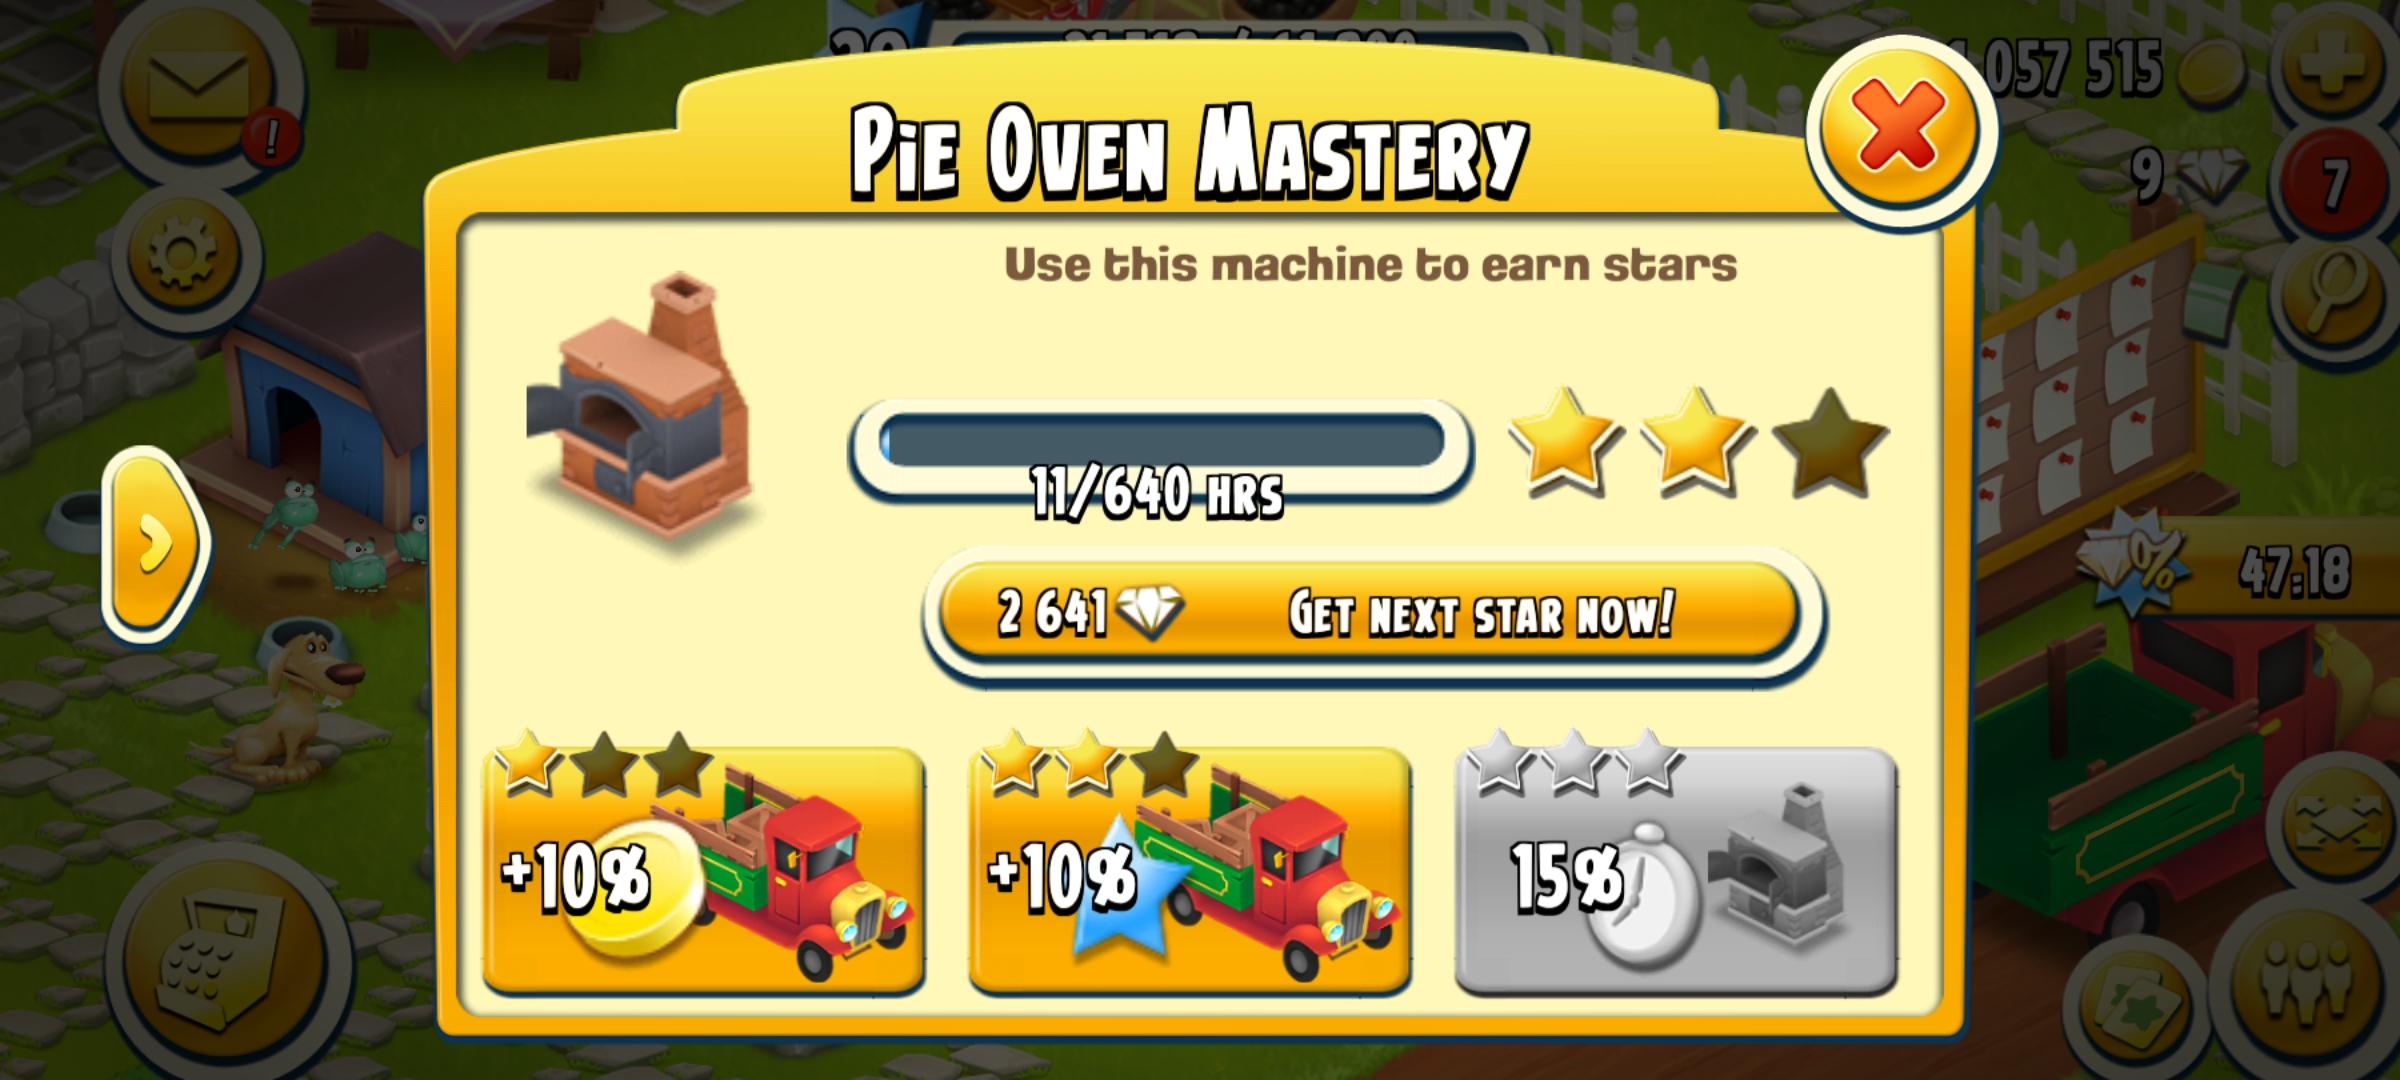 Pie Oven Mastery
057 515
!
9
7
Use this machine to earn stars
11/640 hrs
47:18
2 641 Get next star now!
+10% +10% 15%